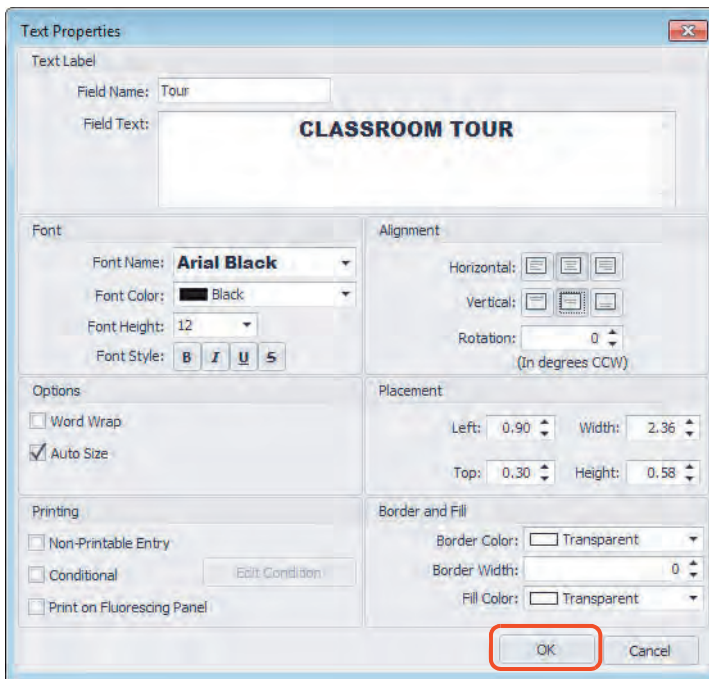 Text Properties
Text Label
Field Name: Tour
Field Text: CLASSROOM TOUR
Font
Font Name: Arial Black
Font Color: Black
Font Height: 12
Font Style: B I U S
Alignment
Horizontal:
Vertical:
Rotation: 0
(In degrees CCW)
Options
Word Wrap
Auto Size
Placement
Left: 0.90 Width: 2.36
Top: 0.30 Height: 0.58
Printing
Non-Printable Entry
Conditional Edit Condition
Print on Fluorescing Panel
Border and Fill
Border Color: Transparent
Border Width: 0
Fill Color: Transparent
OK Cancel